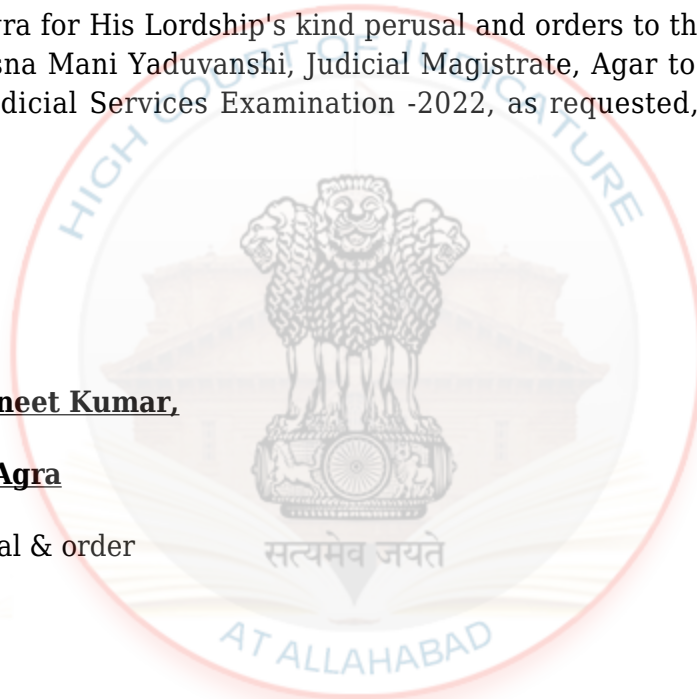 yra for His Lordship's kind perusal and orders to th
sna Mani Yaduvanshi, Judicial Magistrate, Agar to
dicial Services Examination -2022, as requested,
HIGH COURT OF JUDICATURE
neet Kumar,
Agra
al & order
सत्यमेव जयते
AT ALLAHABAD